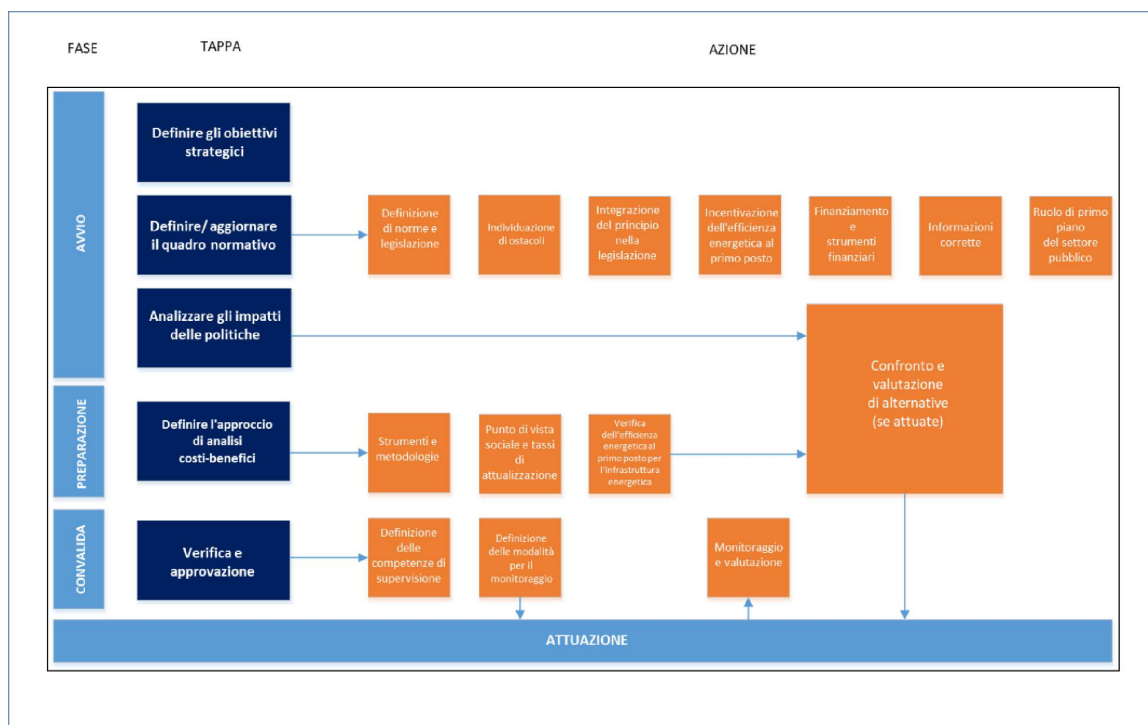 FASE
TAPPA
AZIONE
AVVIO
Definire gli obiettivi
strategici
Definire/ aggiornare
il quadro normativo
Definizione
di norme e
legislazione
Individuazione
di ostacoli
Integrazione
del principio
nella
legislazione
Incentivazione
dell'efficienza
energetica al
primo posto
Finanziamento
e
strumenti
finanziari
Informazioni
corrette
Ruolo di primo
piano
del settore
pubblico
Analizzare gli impatti
delle politiche
Confronto e
valutazione
di alternative
(se attuate)
PREPARAZIONE
Definire l'approccio
di analisi
costi-benefici
Strumenti e
metodologie
Punto di vista
sociale e tassi
di
attualizzazione
Verifica
dell'efficienza
energetica al
primo posto per
l'infrastruttura
energetica
CONVALIDA
Verifica e
approvazione
Definizione
delle
competenze di
supervisione
Definizione
delle modalità
per il
monitoraggio
Monitoraggio
e valutazione
ATTUAZIONE